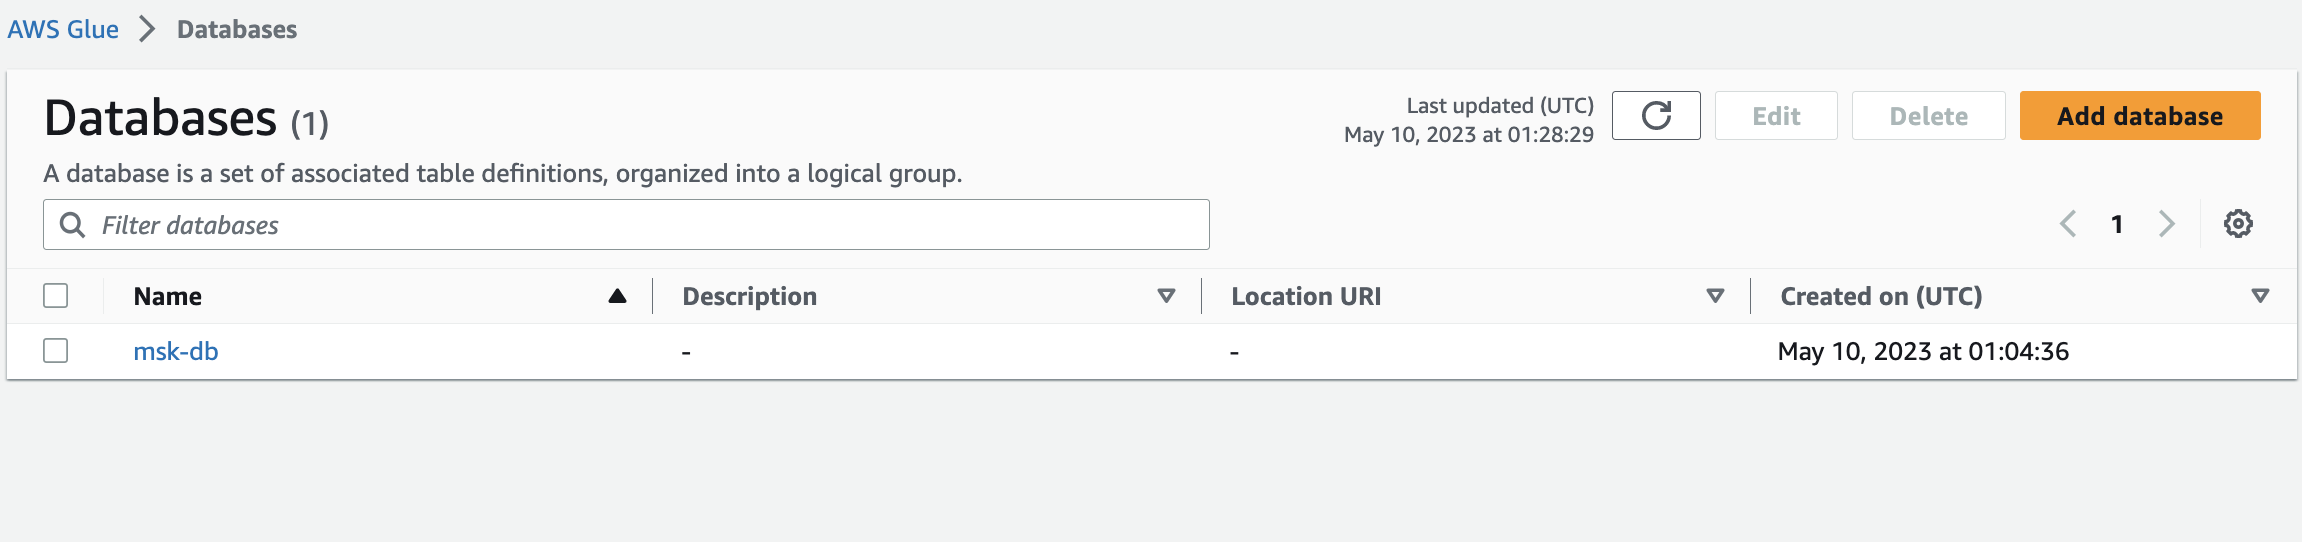 AWS Glue > Databases
Databases (1)
Last updated (UTC)
May 10, 2023 at 01:28:29
Edit
Delete
Add database
A database is a set of associated table definitions, organized into a logical group.
Filter databases
1
Name Description Location URI Created on (UTC)
msk-db - - May 10, 2023 at 01:04:36